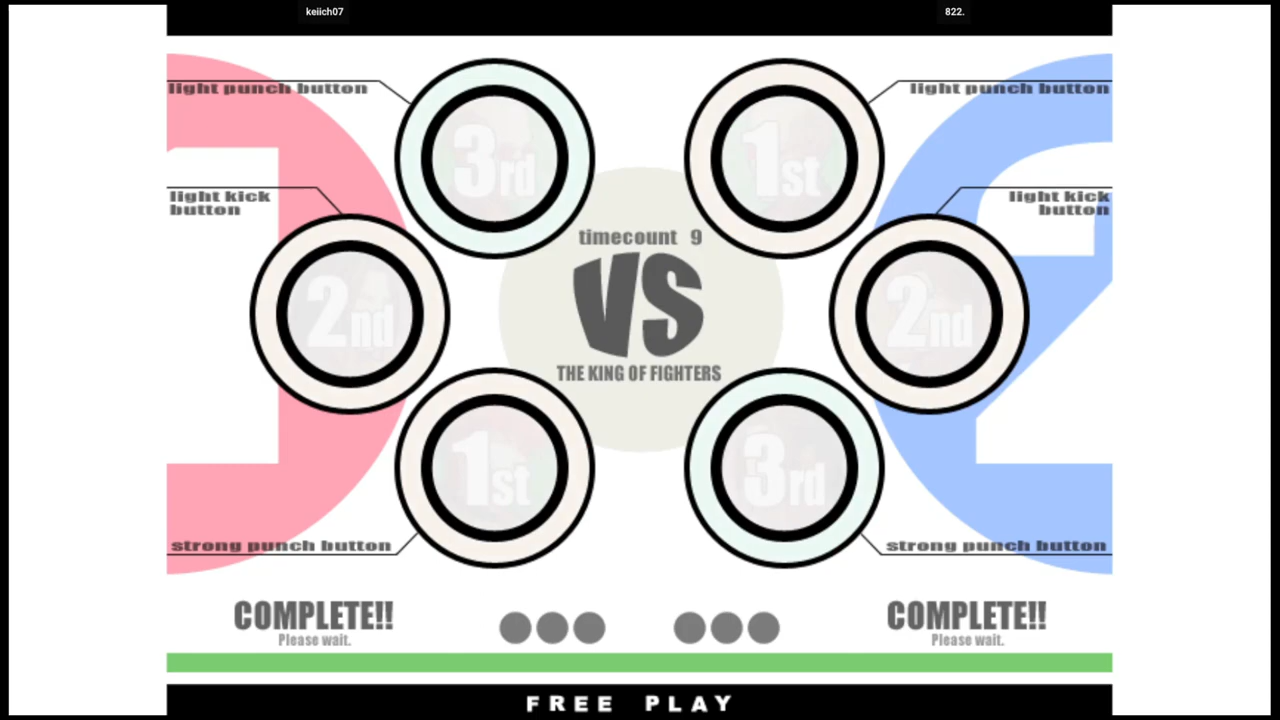 keiich07
822.
light punch button
light punch button
3rd
1st
light kick
button
light kick
button
timecount 9
2nd
VS
2nd
THE KING OF FIGHTERS
1st
3rd
strong punch button
strong punch button
COMPLETE!!
Please wait.
COMPLETE!!
Please wait.
FREE PLAY